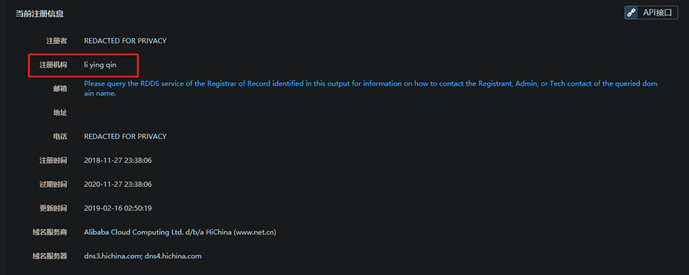 当前注册信息
API接口
注册者 REDACTED FOR PRIVACY
注册机构 li ying qin
邮箱 Please query the RDDS service of the Registrar of Record identified in this output for information on how to contact the Registrant, Admin, or Tech contact of the queried dom
ain name.
地址
电话 REDACTED FOR PRIVACY
注册时间 2018-11-27 23:38:06
过期时间 2020-11-27 23:38:06
更新时间 2019-02-16 02:50:19
域名服务商 Alibaba Cloud Computing Ltd. d/b/a HiChina (www.net.cn)
域名服务器 dns3.hichina.com; dns4.hichina.com